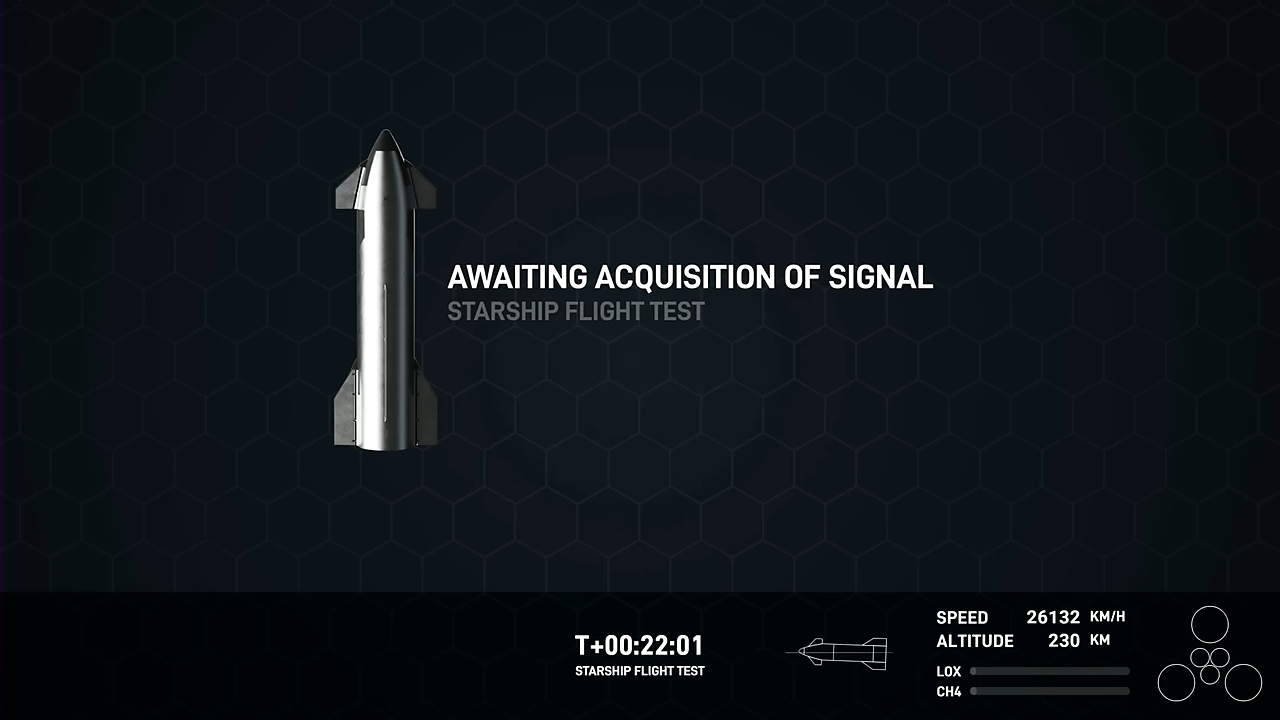 AWAITING ACQUISITION OF SIGNAL
STARSHIP FLIGHT TEST
T+00:22:01
STARSHIP FLIGHT TEST
SPEED 26132 KM/H
ALTITUDE 230 KM
LOX
CH4